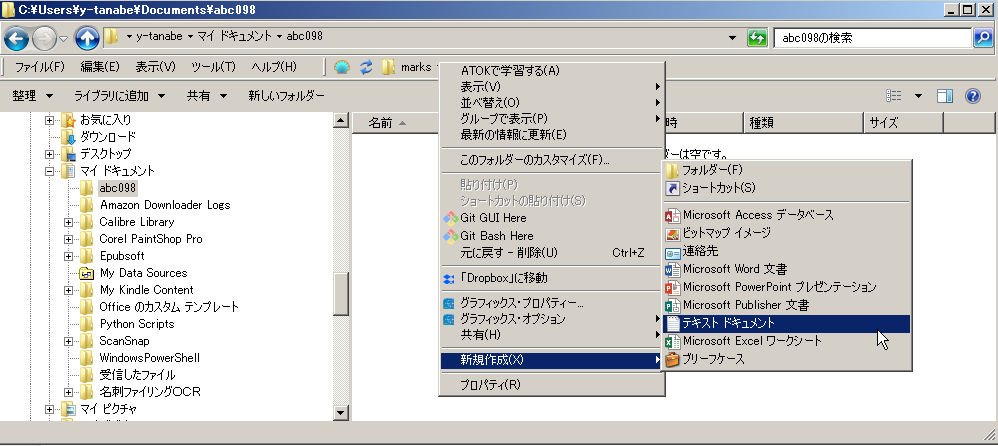 C:¥Users¥y-tanabe¥Documents¥abc098
y-tanabe マイ ドキュメント abc098
abc098の検索
ファイル(F) 編集(E) 表示(V) ツール(T) ヘルプ(H) marks
整理 ライブラリに追加 共有 新しいフォルダー
お気に入り
ダウンロード
デスクトップ
マイ ドキュメント
abc098
Amazon Downloader Logs
Calibre Library
Corel PaintShop Pro
Epubsoft
My Data Sources
My Kindle Content
Office のカスタム テンプレート
Python Scripts
ScanSnap
WindowsPowerShell
受信したファイル
名刺ファイリングOCR
マイ ピクチャ
名前 時 種類 サイズ
ダーは空です。
ATOKで学習する(A)
表示(V)
並べ替え(O)
グループで表示(P)
最新の情報に更新(E)
このフォルダーのカスタマイズ(F)...
貼り付け(P)
ショートカットの貼り付け(S)
Git GUI Here
Git Bash Here
元に戻す - 削除(U) Ctrl+Z
「Dropbox」に移動
グラフィックス・プロパティー...
グラフィックス・オプション
共有(H)
新規作成(X)
プロパティ(R)
フォルダー(F)
ショートカット(S)
Microsoft Access データベース
ビットマップ イメージ
連絡先
Microsoft Word 文書
Microsoft PowerPoint プレゼンテーション
Microsoft Publisher 文書
テキスト ドキュメント
Microsoft Excel ワークシート
ブリーフケース